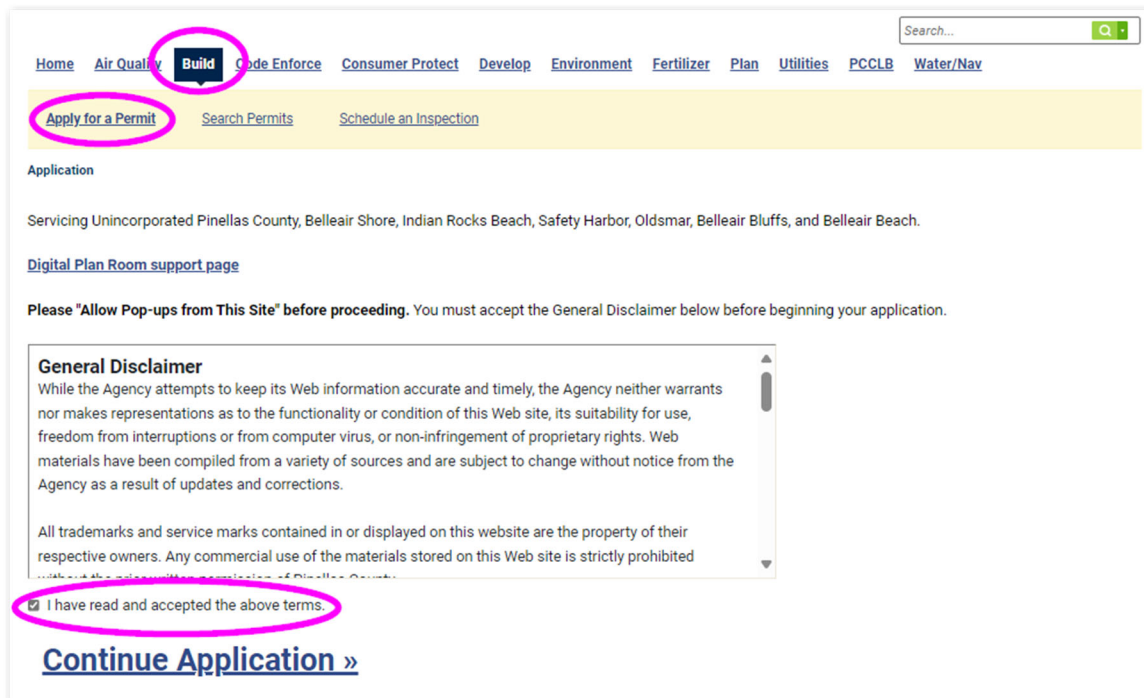 Search...
Home Air Quality Build Code Enforce Consumer Protect Develop Environment Fertilizer Plan Utilities PCCLB Water/Nav
Apply for a Permit Search Permits Schedule an Inspection
Application
Servicing Unincorporated Pinellas County, Belleair Shore, Indian Rocks Beach, Safety Harbor, Oldsmar, Belleair Bluffs, and Belleair Beach.
Digital Plan Room support page
Please "Allow Pop-ups from This Site" before proceeding. You must accept the General Disclaimer below before beginning your application.
General Disclaimer
While the Agency attempts to keep its Web information accurate and timely, the Agency neither warrants
nor makes representations as to the functionality or condition of this Web site, its suitability for use,
freedom from interruptions or from computer virus, or non-infringement of proprietary rights. Web
materials have been compiled from a variety of sources and are subject to change without notice from the
Agency as a result of updates and corrections.
All trademarks and service marks contained in or displayed on this website are the property of their
respective owners. Any commercial use of the materials stored on this Web site is strictly prohibited
without the prior written permission of Pinellas County
I have read and accepted the above terms.
Continue Application »